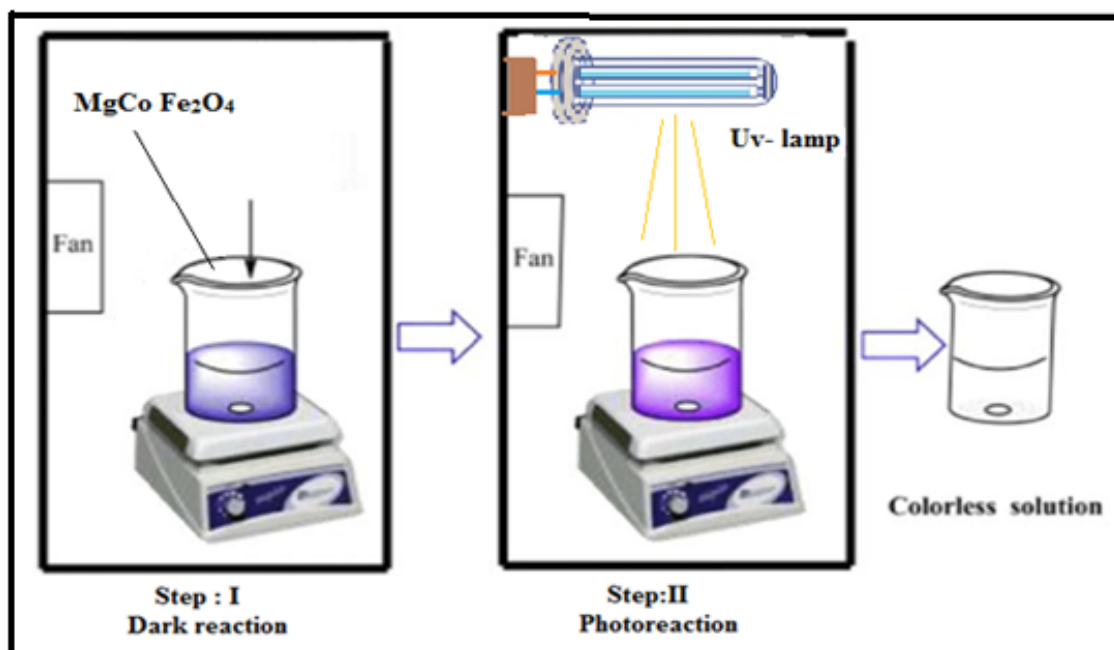 MgCo Fe₂O₄
Fan
Step : I
Dark reaction
Uv- lamp
Fan
Step:II
Photoreaction
Colorless solution